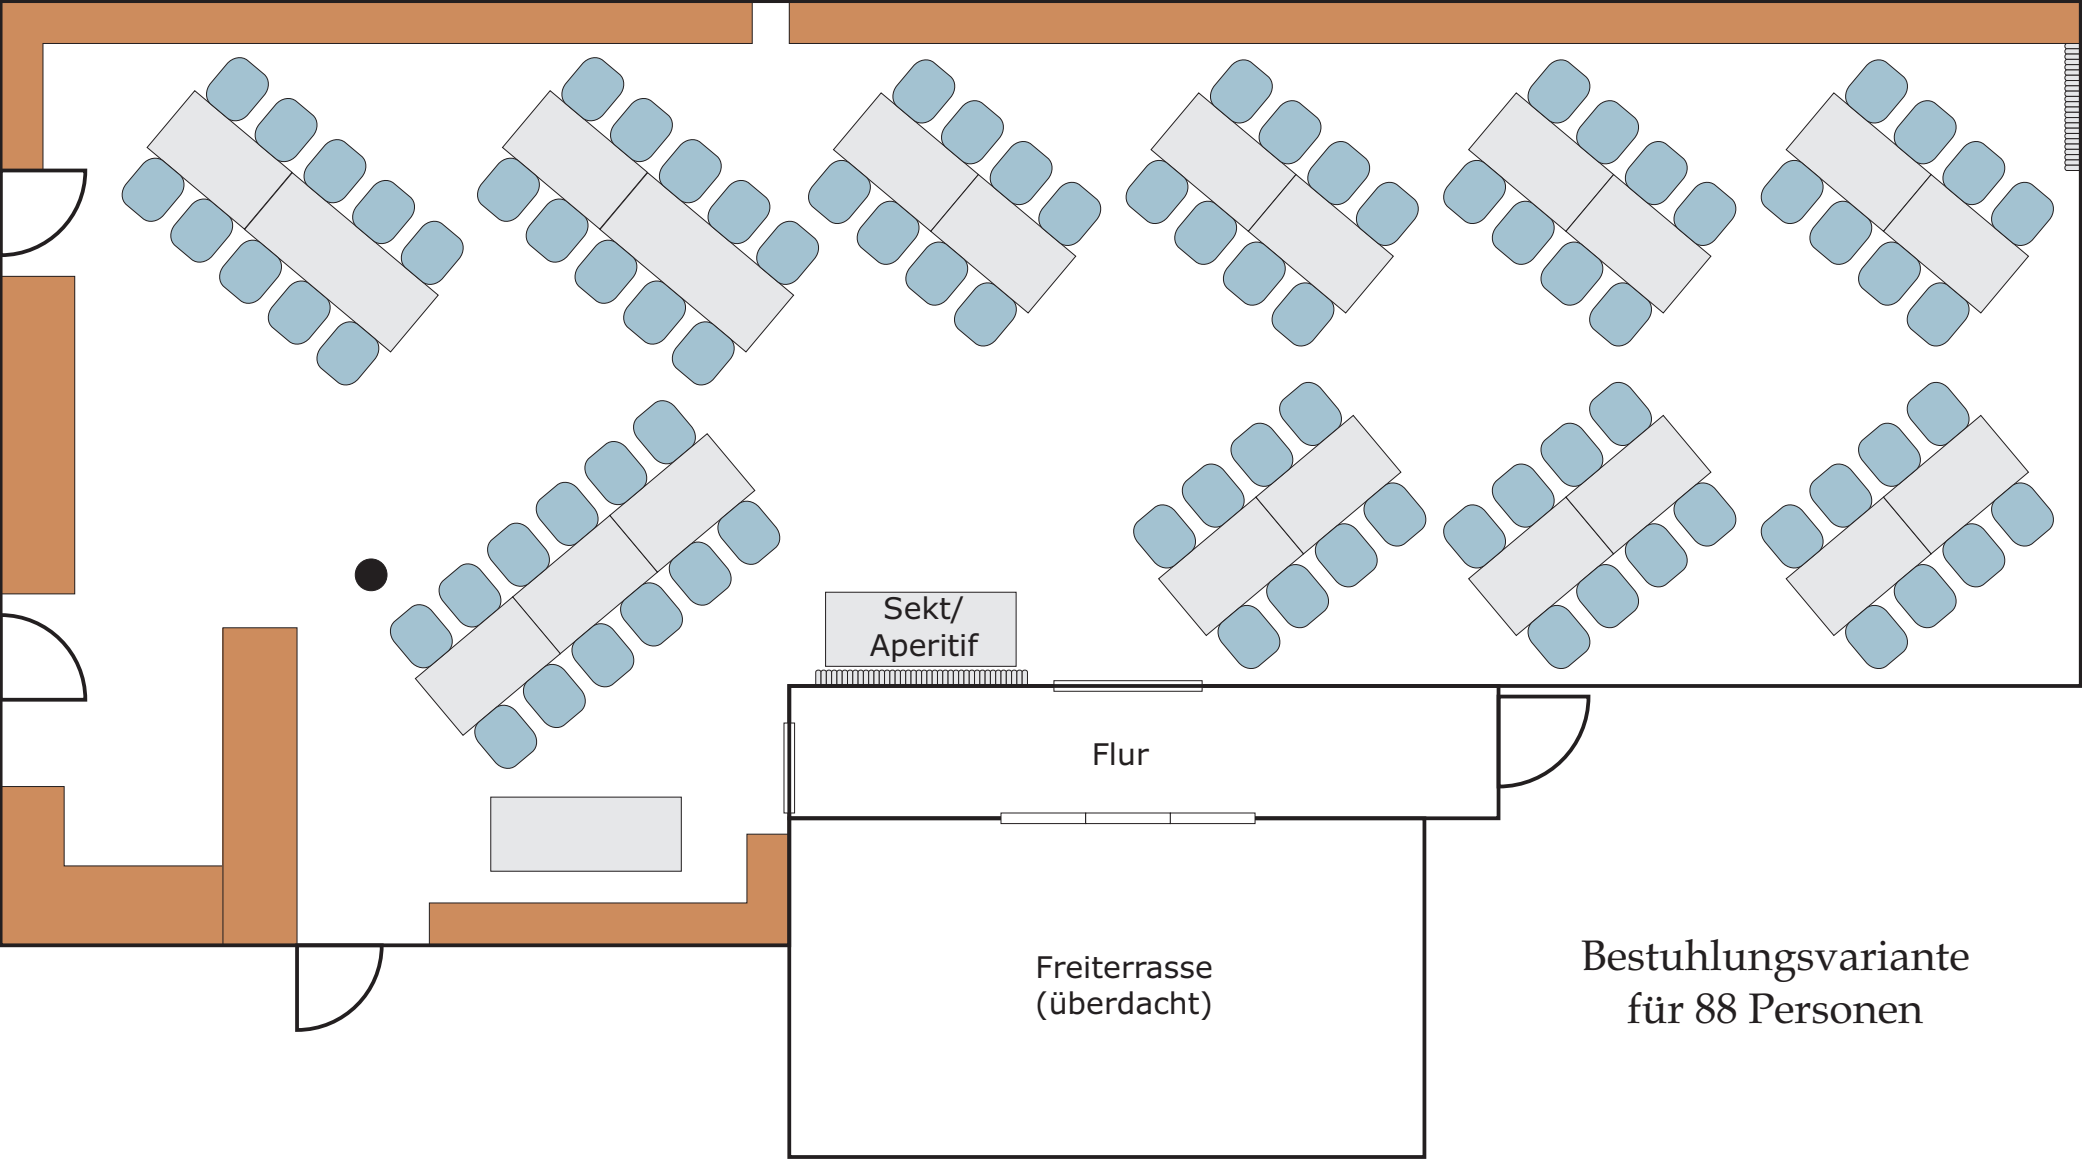 Sekt/
Aperitif
Flur
Freiterrasse
(überdacht)
Bestuhlungsvariante
für 88 Personen